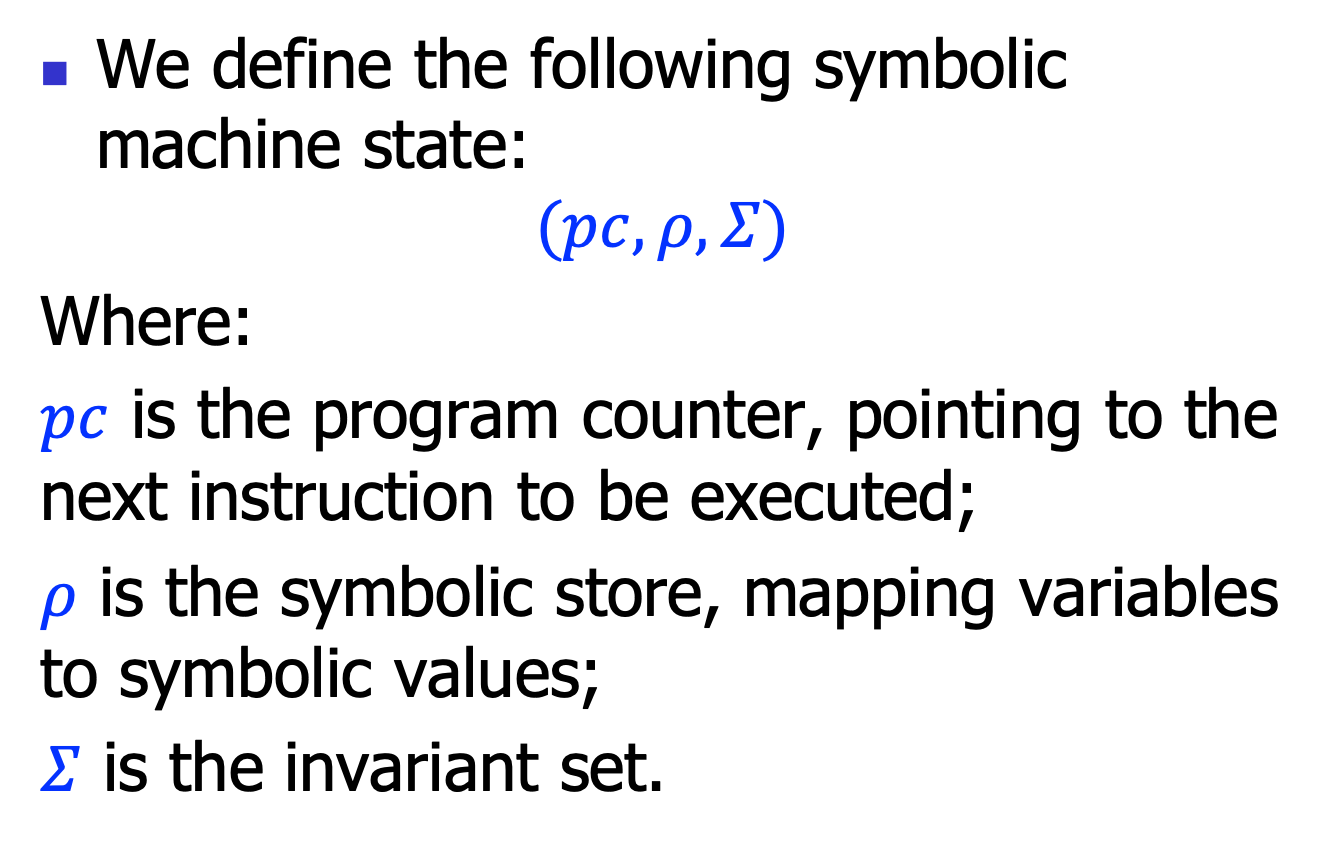 ▪ We define the following symbolic
machine state:
(pc, ρ, Σ)
Where:
pc is the program counter, pointing to the
next instruction to be executed;
ρ is the symbolic store, mapping variables
to symbolic values;
Σ is the invariant set.